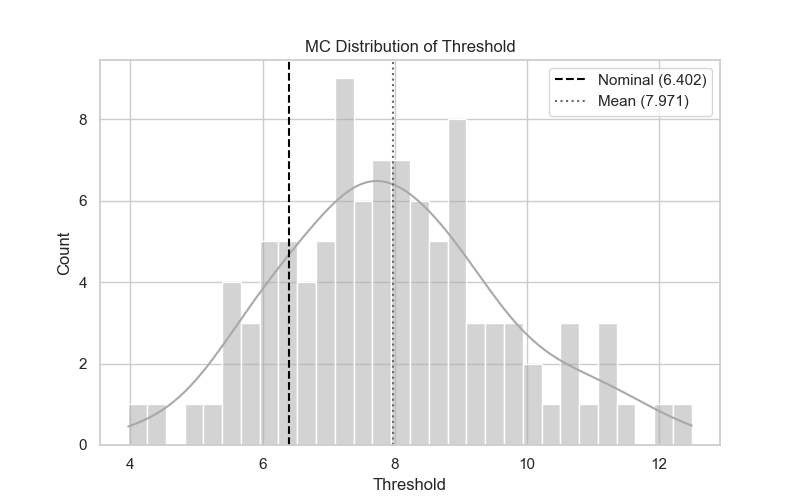 MC Distribution of Threshold
Nominal (6.402)
Mean (7.971)
Count
8
6
4
2
0
4
6
8
10
12
Threshold